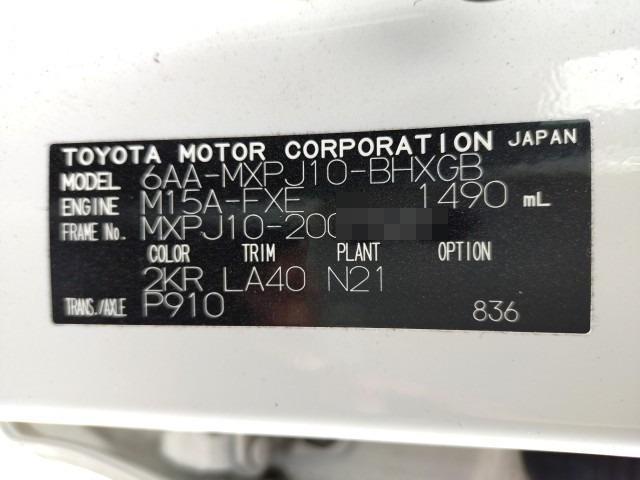 TOYOTA MOTOR CORPORATION JAPAN
MODEL 6AA-MXPJ10-BHXGB
ENGINE M15A-FXE 1490 mL
FRAME No. MXPJ10-200
COLOR TRIM PLANT OPTION
2KR LA40 N21
TRANS./AXLE P910 836